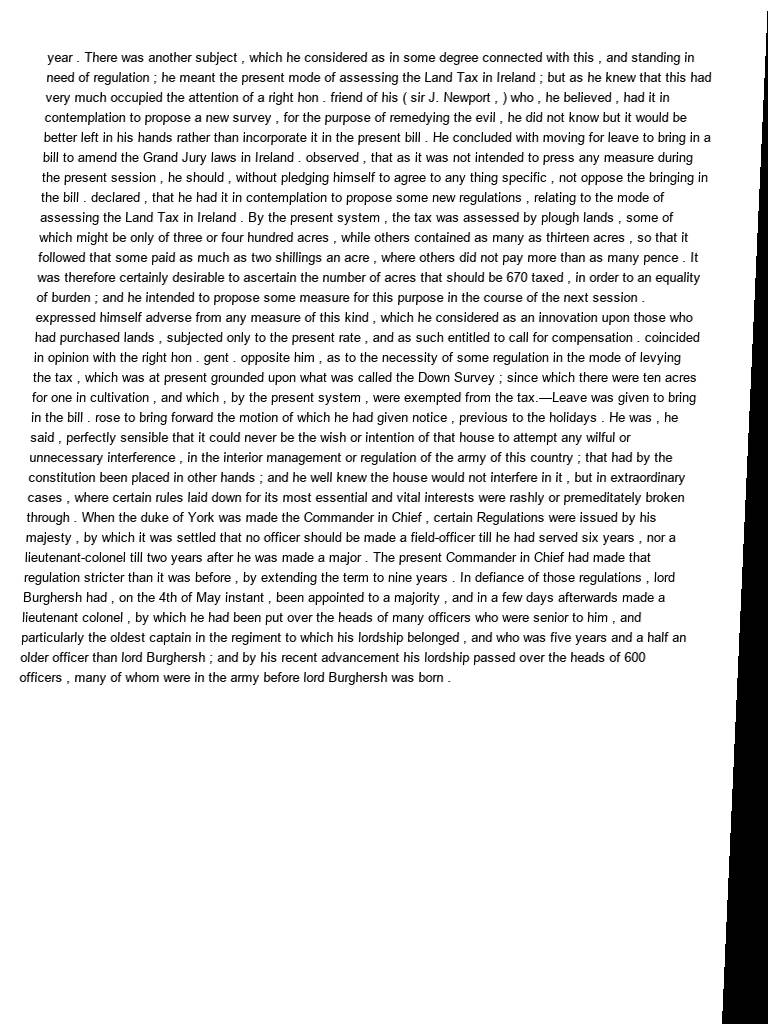 year . There was another subject , which he considered as in some degree connected with this , and standing in
need of regulation ; he meant the present mode of assessing the Land Tax in Ireland ; but as he knew that this had
very much occupied the attention of a right hon . friend of his ( sir J. Newport , ) who , he believed , had it in
contemplation to propose a new survey , for the purpose of remedying the evil , he did not know but it would be
better left in his hands rather than incorporate it in the present bill . He concluded with moving for leave to bring in a
bill to amend the Grand Jury laws in Ireland . observed , that as it was not intended to press any measure during
the present session , he should , without pledging himself to agree to any thing specific , not oppose the bringing in
the bill . declared , that he had it in contemplation to propose some new regulations , relating to the mode of
assessing the Land Tax in Ireland . By the present system , the tax was assessed by plough lands , some of
which might be only of three or four hundred acres , while others contained as many as thirteen acres , so that it
followed that some paid as much as two shillings an acre , where others did not pay more than as many pence . It
was therefore certainly desirable to ascertain the number of acres that should be 670 taxed , in order to an equality
of burden ; and he intended to propose some measure for this purpose in the course of the next session .
expressed himself adverse from any measure of this kind , which he considered as an innovation upon those who
had purchased lands , subjected only to the present rate , and as such entitled to call for compensation . coincided
in opinion with the right hon . gent . opposite him , as to the necessity of some regulation in the mode of levying
the tax , which was at present grounded upon what was called the Down Survey ; since which there were ten acres
for one in cultivation , and which , by the present system , were exempted from the tax.—Leave was given to bring
in the bill . rose to bring forward the motion of which he had given notice , previous to the holidays . He was , he
said , perfectly sensible that it could never be the wish or intention of that house to attempt any wilful or
unnecessary interference , in the interior management or regulation of the army of this country ; that had by the
constitution been placed in other hands ; and he well knew the house would not interfere in it , but in extraordinary
cases , where certain rules laid down for its most essential and vital interests were rashly or premeditately broken
through . When the duke of York was made the Commander in Chief , certain Regulations were issued by his
majesty , by which it was settled that no officer should be made a field-officer till he had served six years , nor a
lieutenant-colonel till two years after he was made a major . The present Commander in Chief had made that
regulation stricter than it was before , by extending the term to nine years . In defiance of those regulations , lord
Burghersh had , on the 4th of May instant , been appointed to a majority , and in a few days afterwards made a
lieutenant colonel , by which he had been put over the heads of many officers who were senior to him , and
particularly the oldest captain in the regiment to which his lordship belonged , and who was five years and a half an
older officer than lord Burghersh ; and by his recent advancement his lordship passed over the heads of 600
officers , many of whom were in the army before lord Burghersh was born .